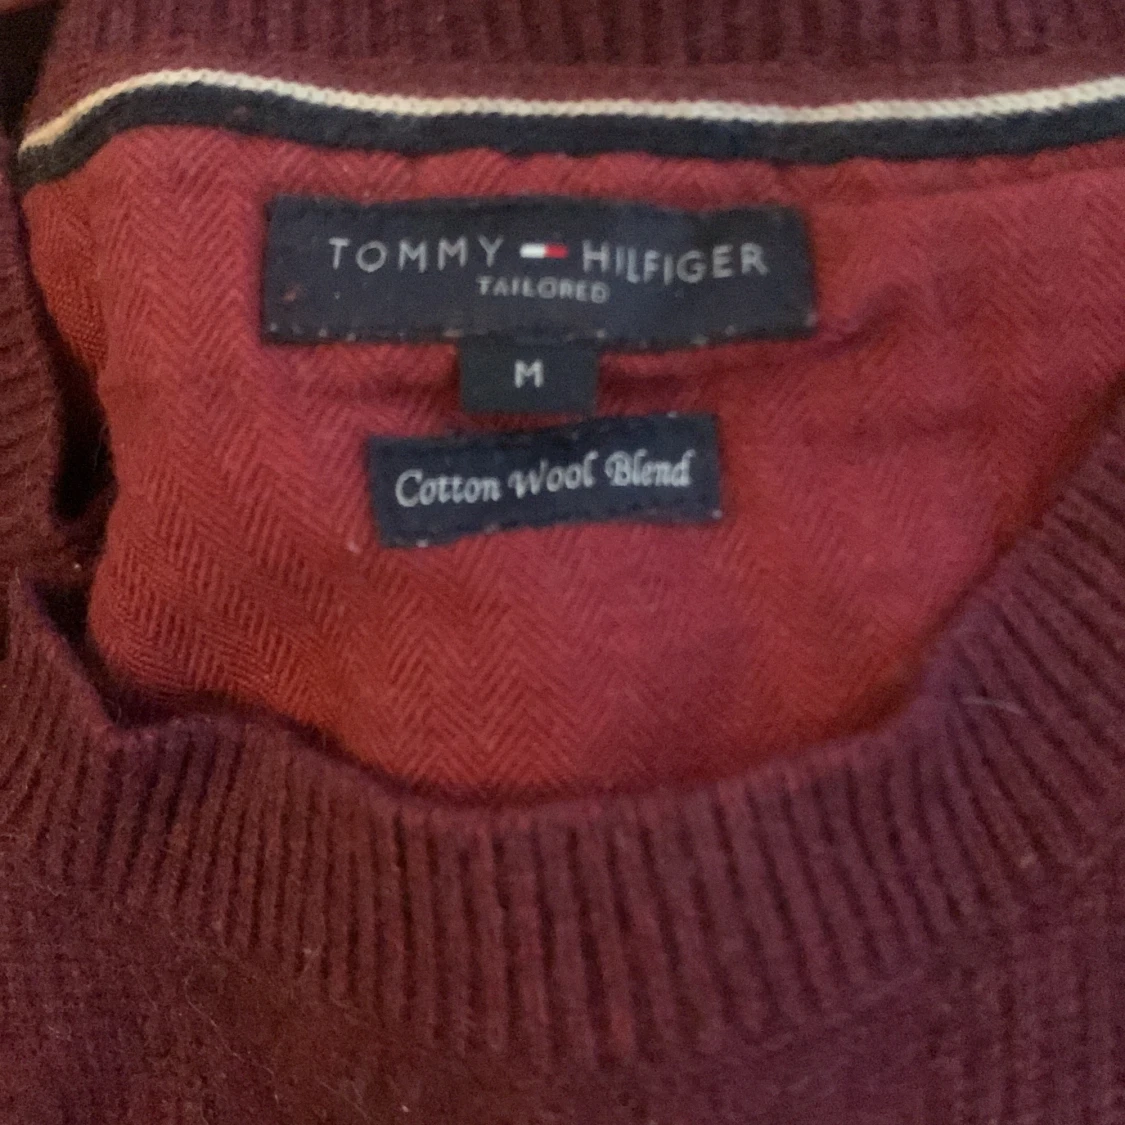 TOMMY HILFIGER
TAILORED
M
Cotton Wool Blend